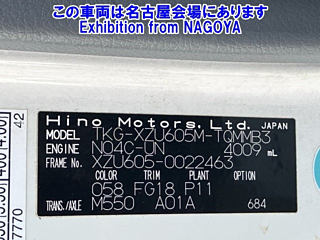 この車両は名古屋会場にあります
Exhibition from NAGOYA
Hino Motors, Ltd. JAPAN
MODEL TKG-XZU605M-TQMMB3
ENGINE N04C-UN 4009 mL
FRAME XZU605-0022463
COLOR TRIM OPTION
058 FG18 P11
TRANS./AXLE M550 A01A 684
42
7770